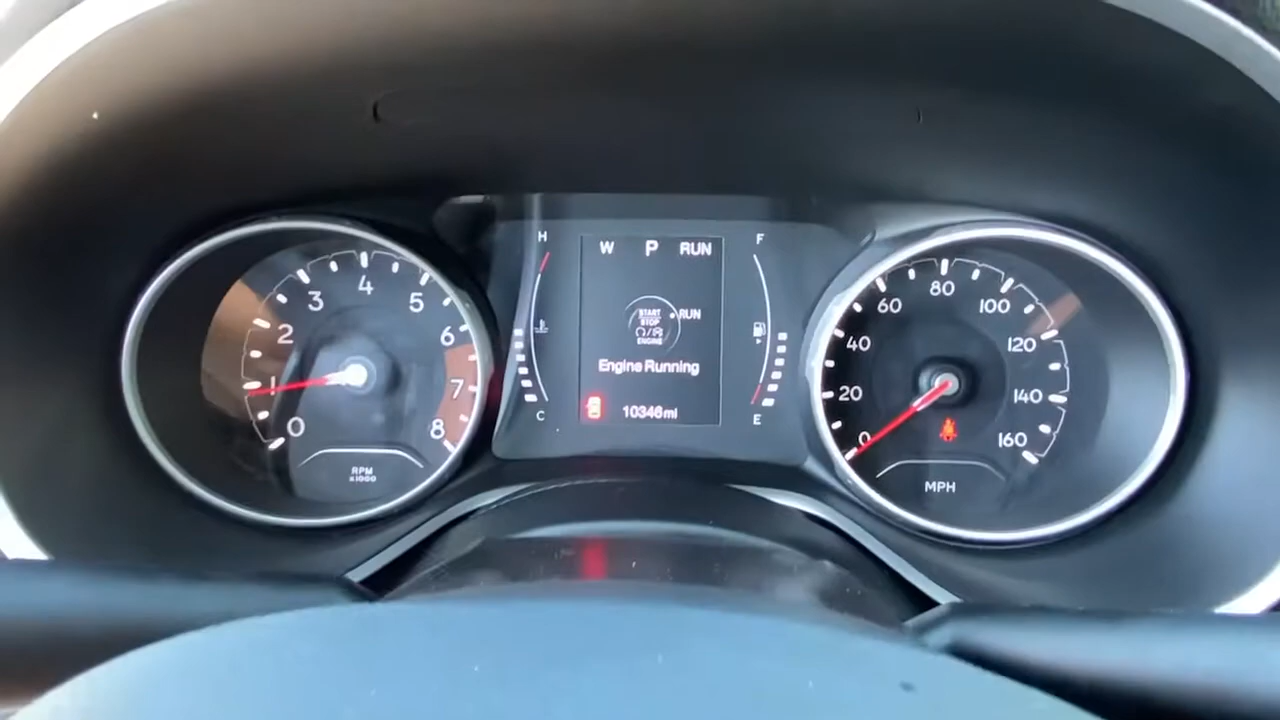 0
1
2
3
4
5
6
7
8
RPM
x1000
H
C
W P RUN
START
STOP
ENGINE
RUN
Engine Running
10346mi
F
E
0
20
40
60
80
100
120
140
160
MPH